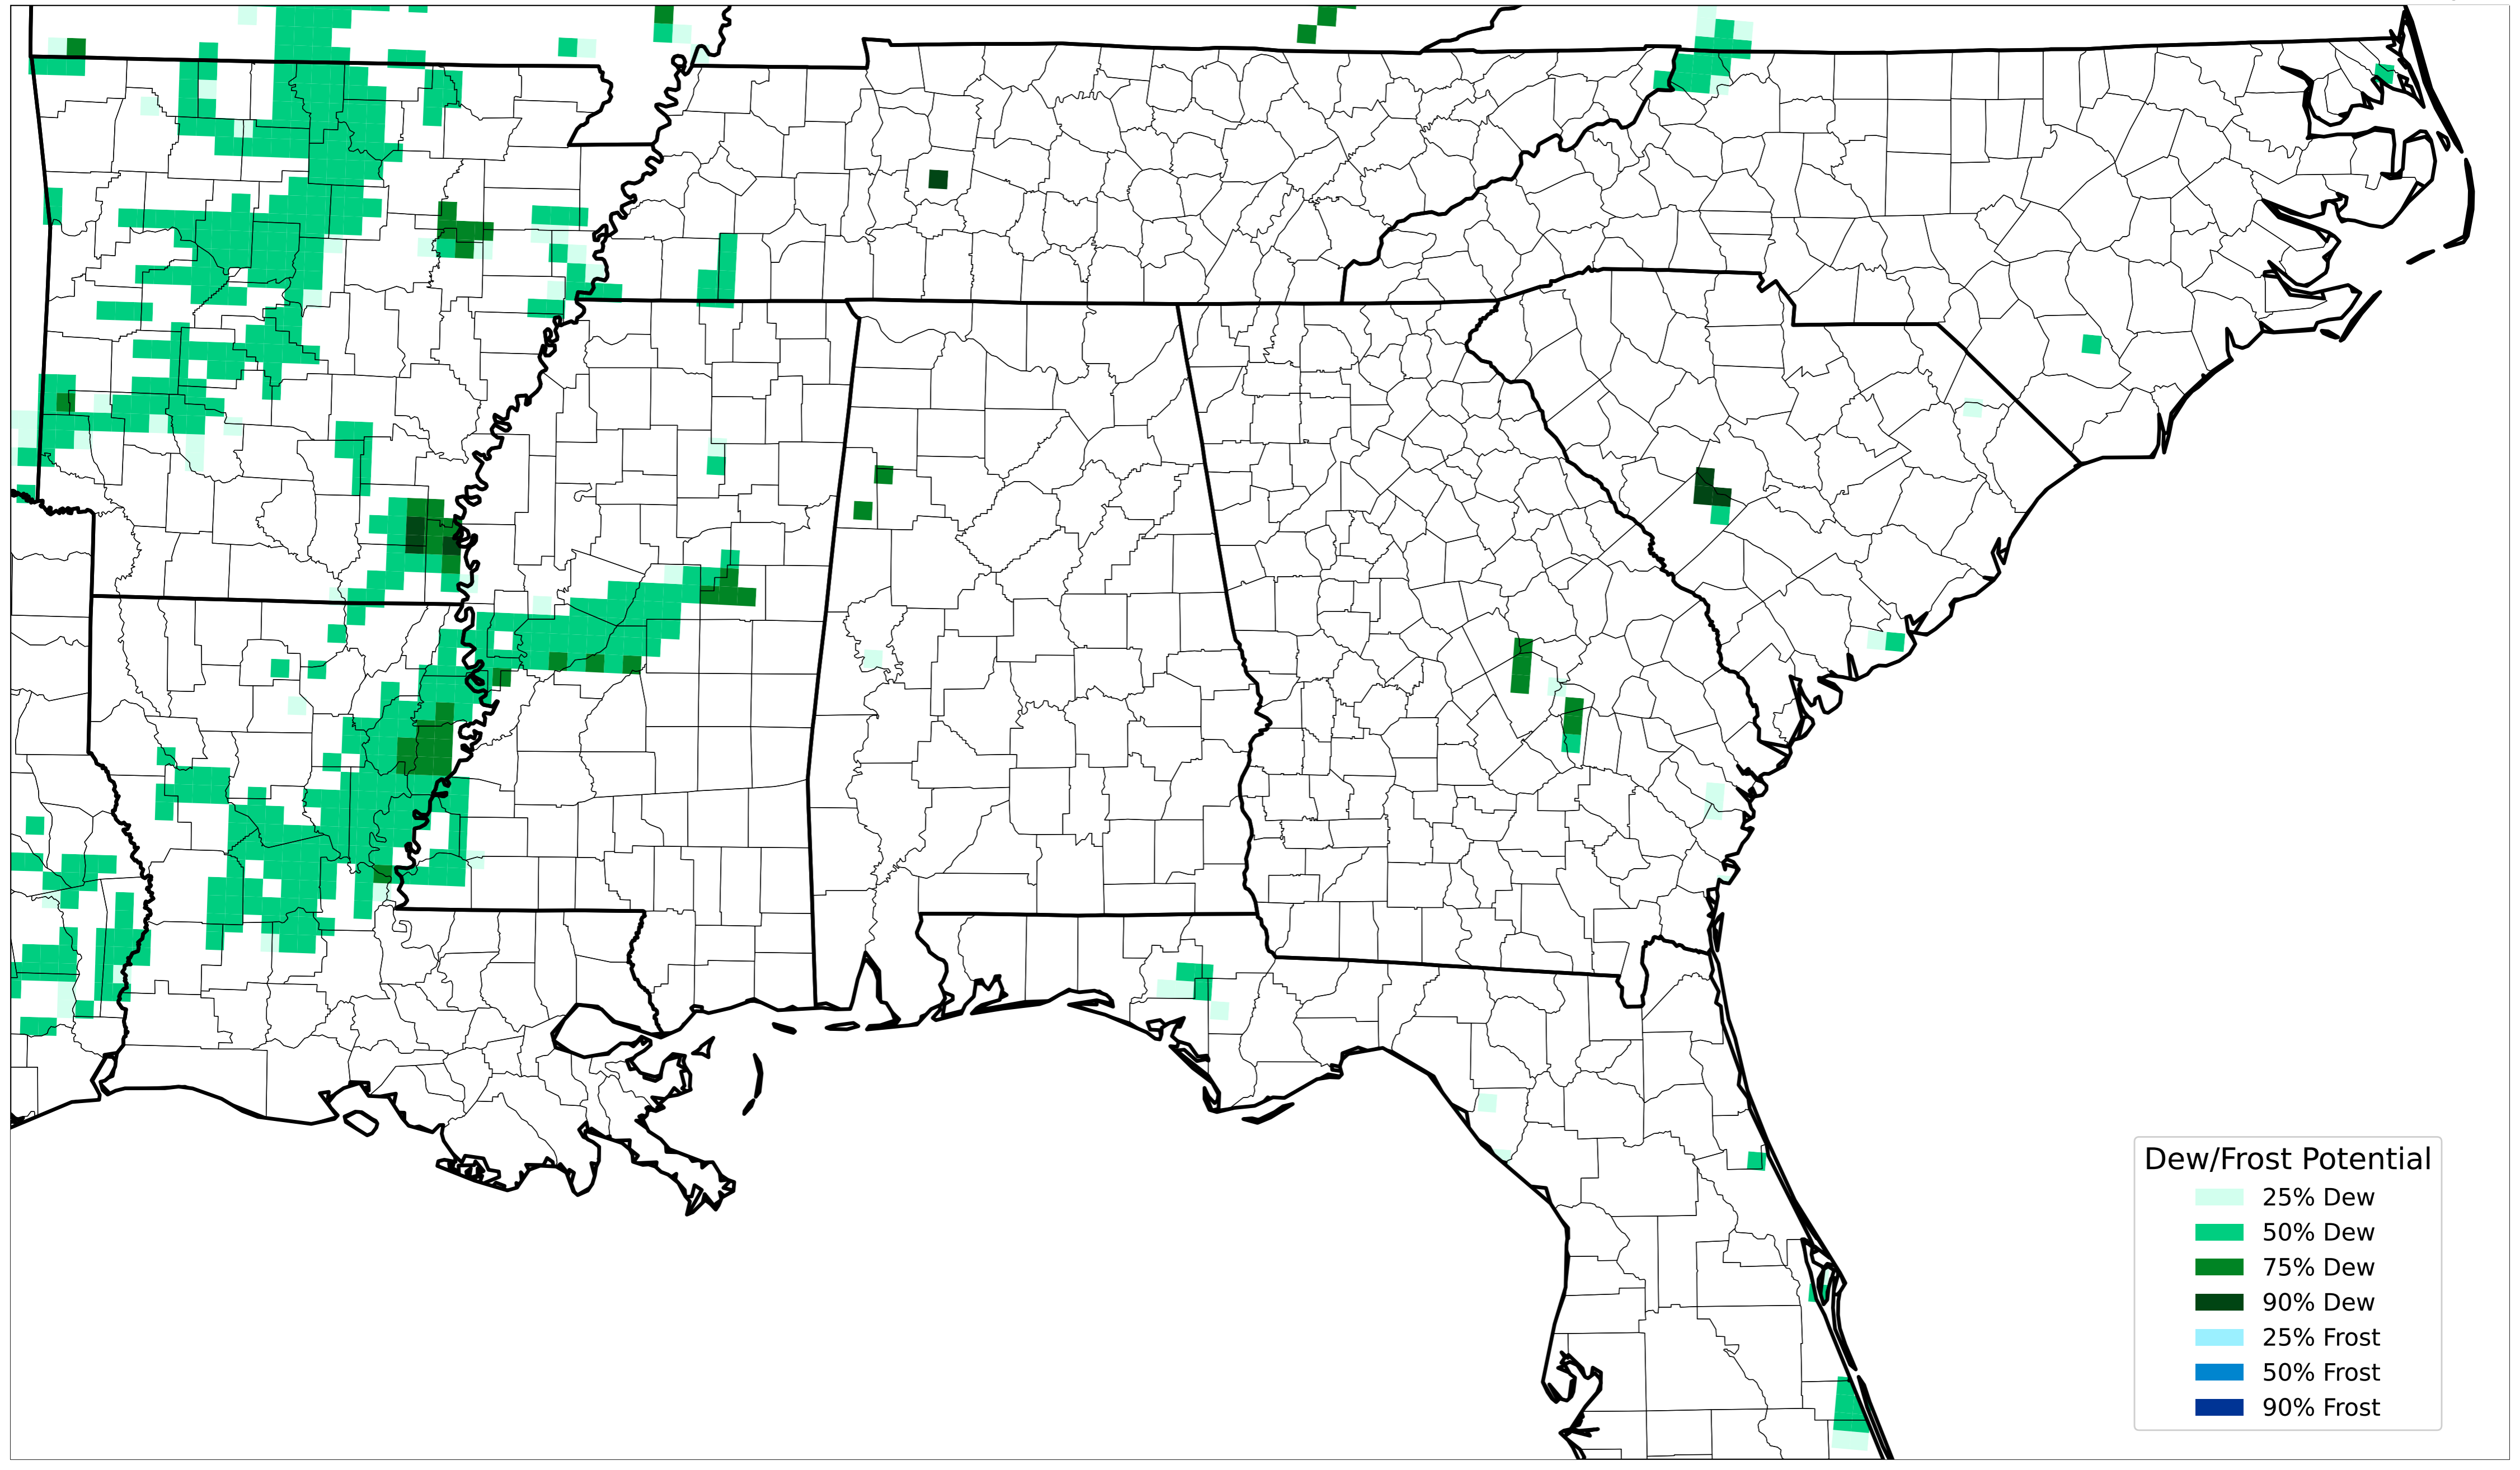 Dew/Frost Potential
25% Dew
50% Dew
75% Dew
90% Dew
25% Frost
50% Frost
90% Frost